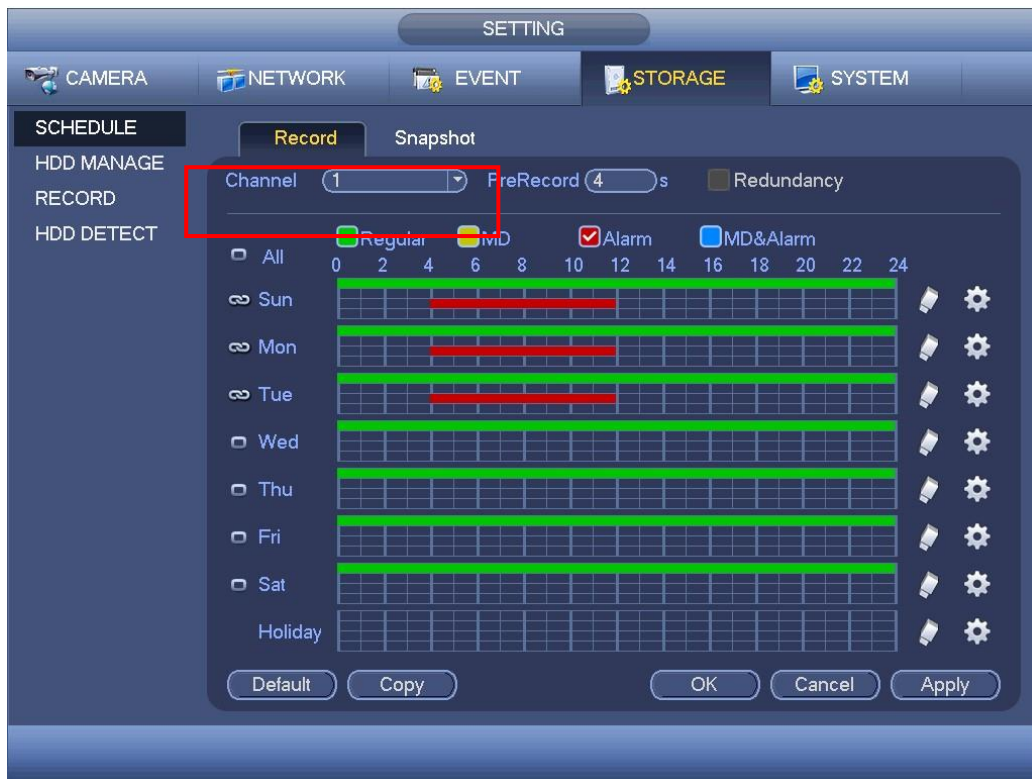 SETTING
CAMERA NETWORK EVENT STORAGE SYSTEM
SCHEDULE
HDD MANAGE
RECORD
HDD DETECT
Record Snapshot
Channel 1 PreRecord 4 s Redundancy
Regular MD Alarm MD&Alarm
All 0 2 4 6 8 10 12 14 16 18 20 22 24
Sun
Mon
Tue
Wed
Thu
Fri
Sat
Holiday
Default Copy OK Cancel Apply